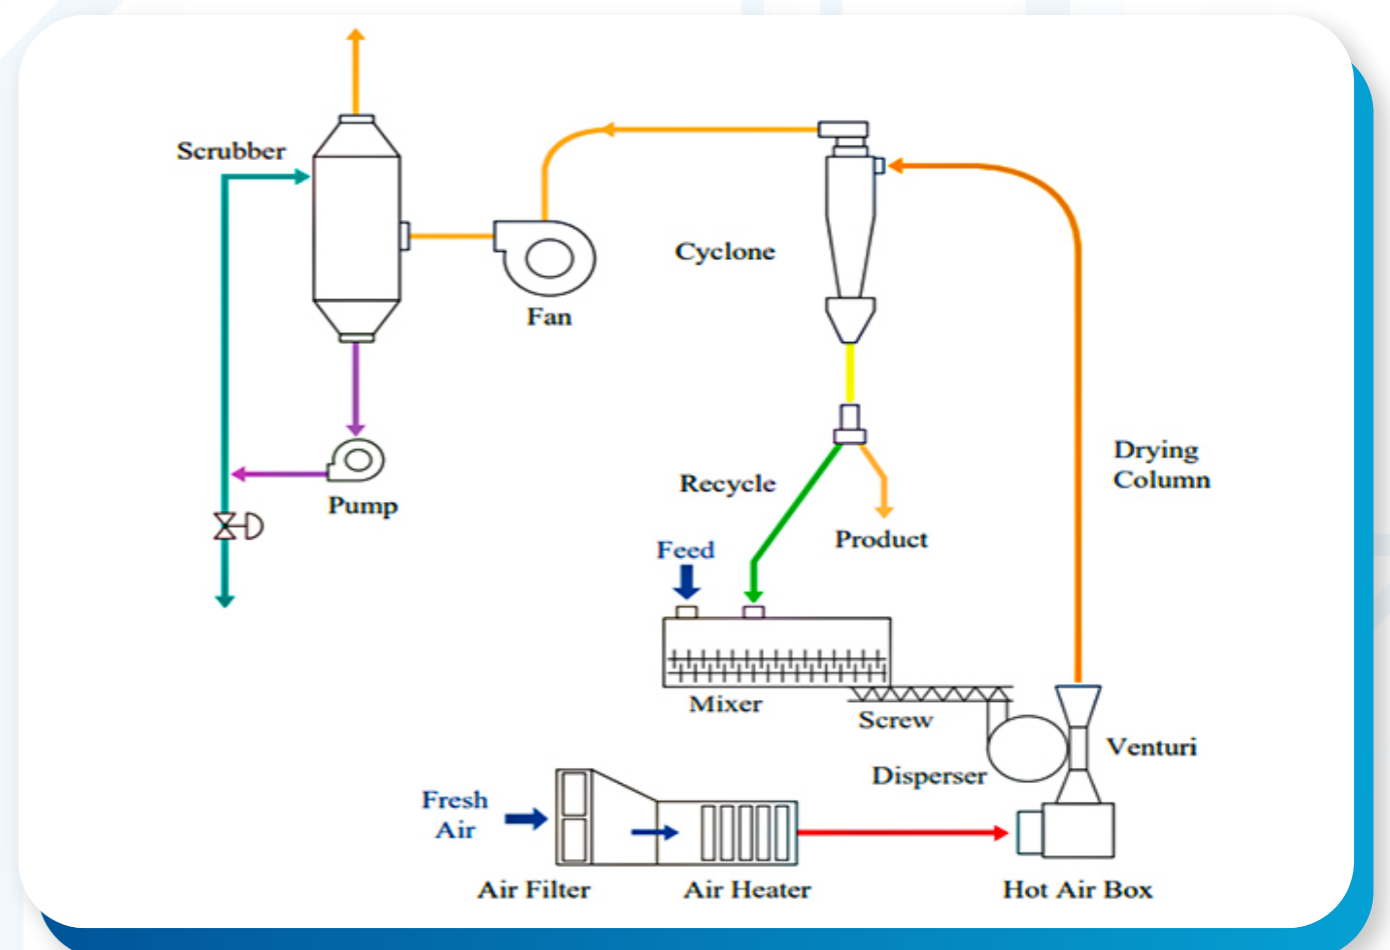 Scrubber
Cyclone
Fan
Drying
Column
Recycle
Pump
Product
Feed
Mixer
Screw
Venturi
Disperser
Fresh
Air
Air Filter
Air Heater
Hot Air Box